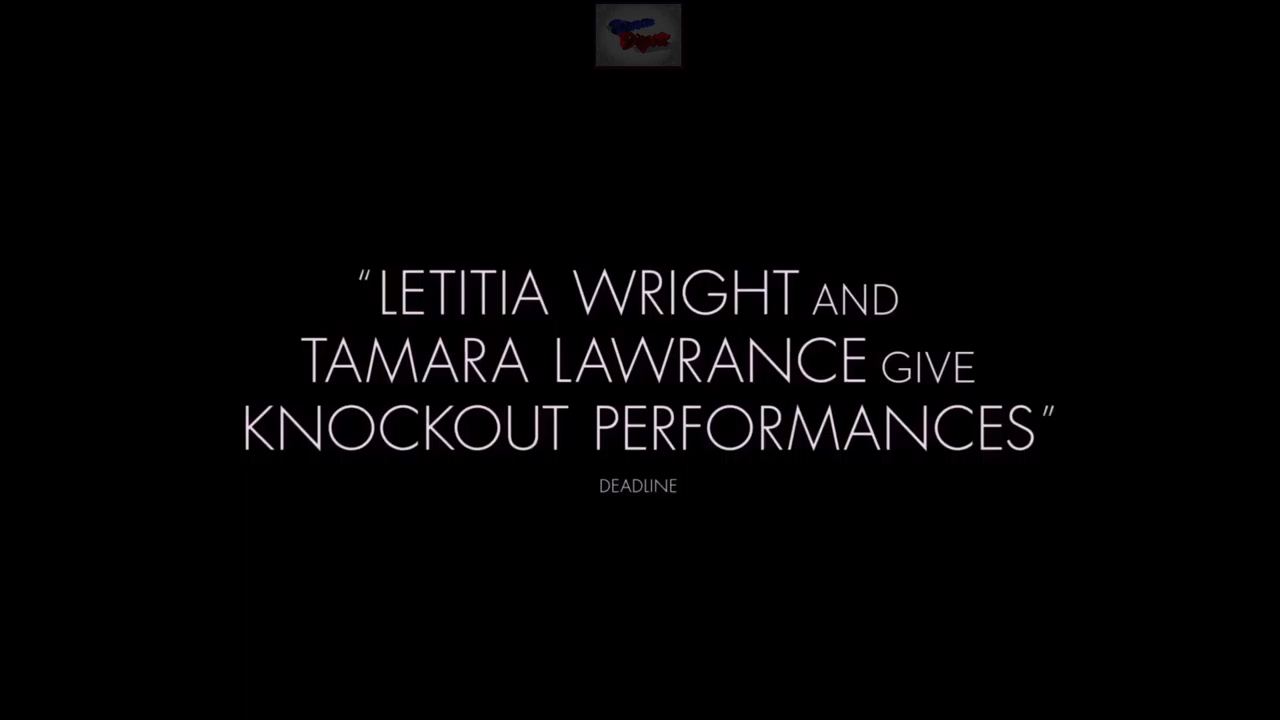 “LETITIA WRIGHT AND
TAMARA LAWRANCE GIVE
KNOCKOUT PERFORMANCES”
DEADLINE